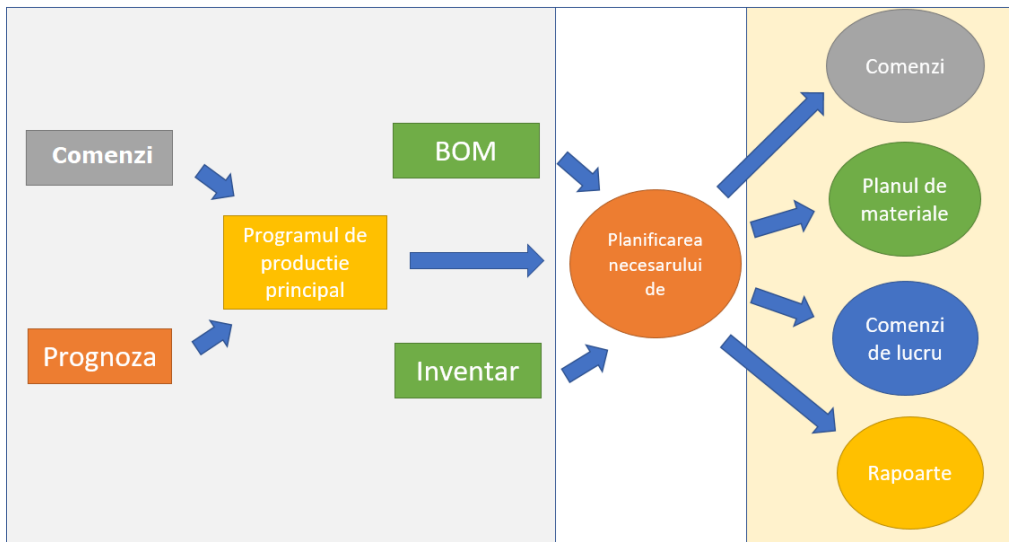 Comenzi
Prognoza
Programul de
productie
principal
BOM
Inventar
Planificarea
necesarului
de
Comenzi
Planul de
materiale
Comenzi
de lucru
Rapoarte